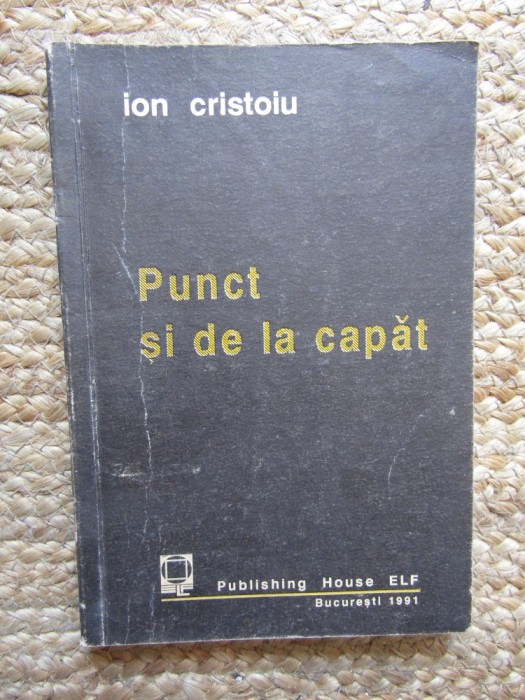 ion cristoiu
Punct
și de la capăt
Publishing House ELF
București 1991